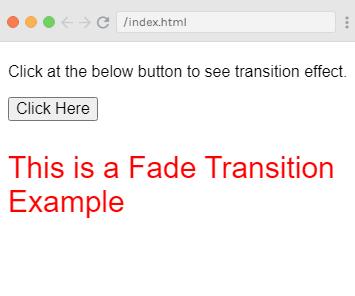 /index.html
Click at the below button to see transition effect.
Click Here
This is a Fade Transition
Example